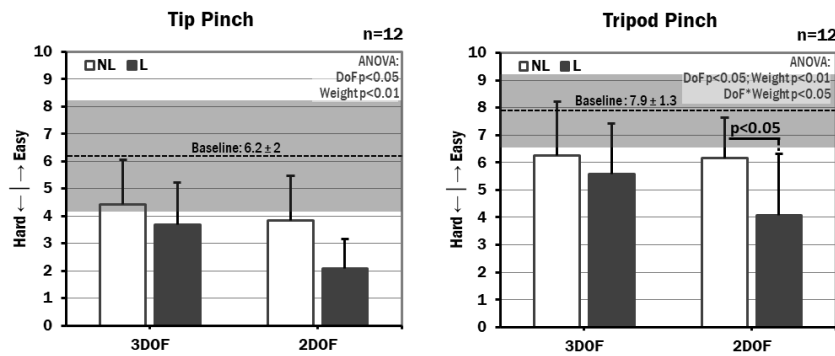 Tip Pinch
n=12
10
9
8
7
6
5
4
3
2
1
0
Hard ← | → Easy
NL L
ANOVA:
DoF p<0.05
Weight p<0.01
Baseline: 6.2 ± 2
3DOF 2DOF
Tripod Pinch
n=12
10
9
8
7
6
5
4
3
2
1
0
Hard ← | → Easy
NL L
ANOVA:
DoF p<0.05; Weight p<0.01
DoF*Weight p<0.05
Baseline: 7.9 ± 1.3
p<0.05
3DOF 2DOF